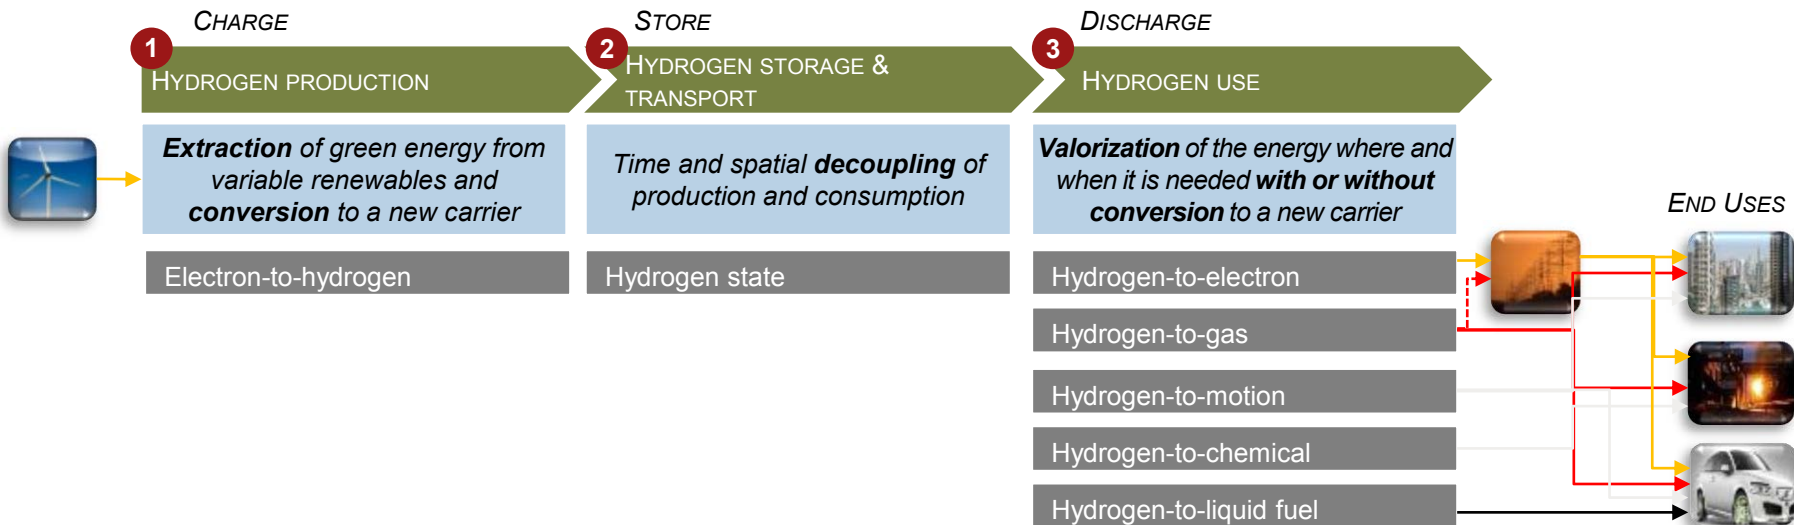 CHARGE
STORE
DISCHARGE
1
HYDROGEN PRODUCTION
2
HYDROGEN STORAGE &
TRANSPORT
3
HYDROGEN USE
Extraction of green energy from
variable renewables and
conversion to a new carrier
Time and spatial decoupling of
production and consumption
Valorization of the energy where and
when it is needed with or without
conversion to a new carrier
END USES
Electron-to-hydrogen
Hydrogen state
Hydrogen-to-electron
Hydrogen-to-gas
Hydrogen-to-motion
Hydrogen-to-chemical
Hydrogen-to-liquid fuel